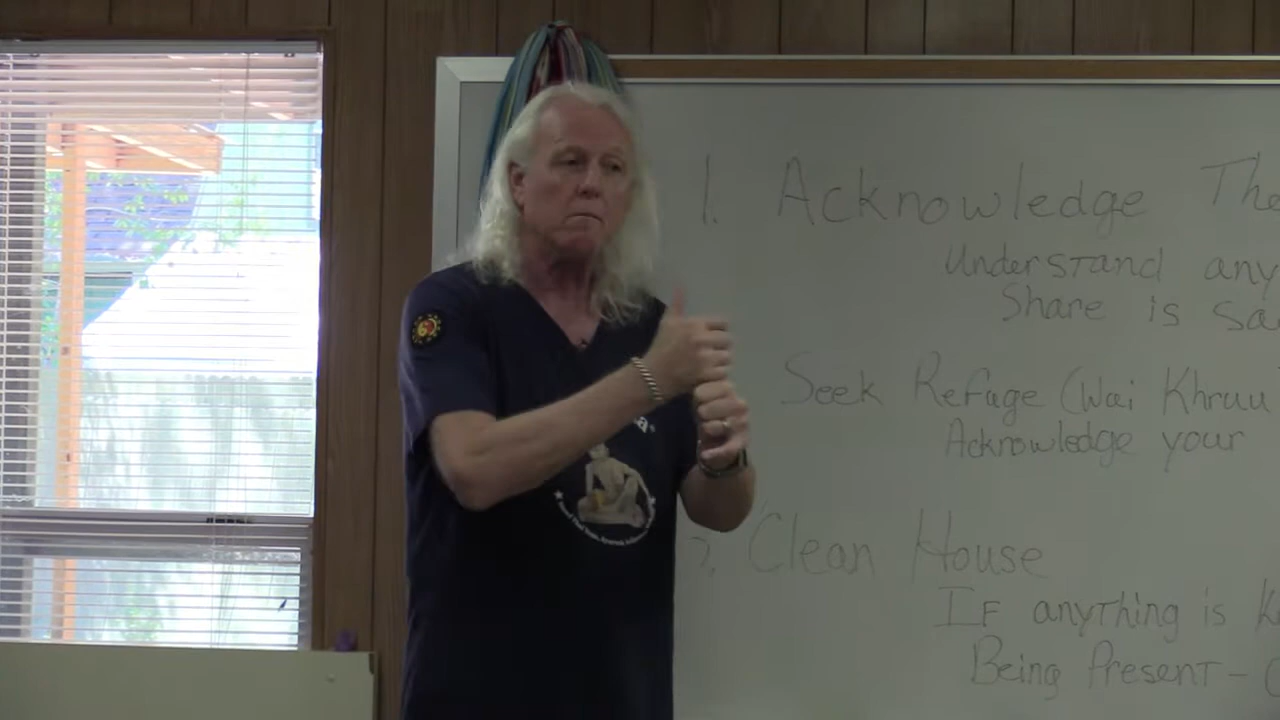 1. Acknowledge The
Understand any
Share is Sa
Seek Refuge (Wai Khruu
Acknowledge your
2. Clean House
IF anything is K
Being Present -